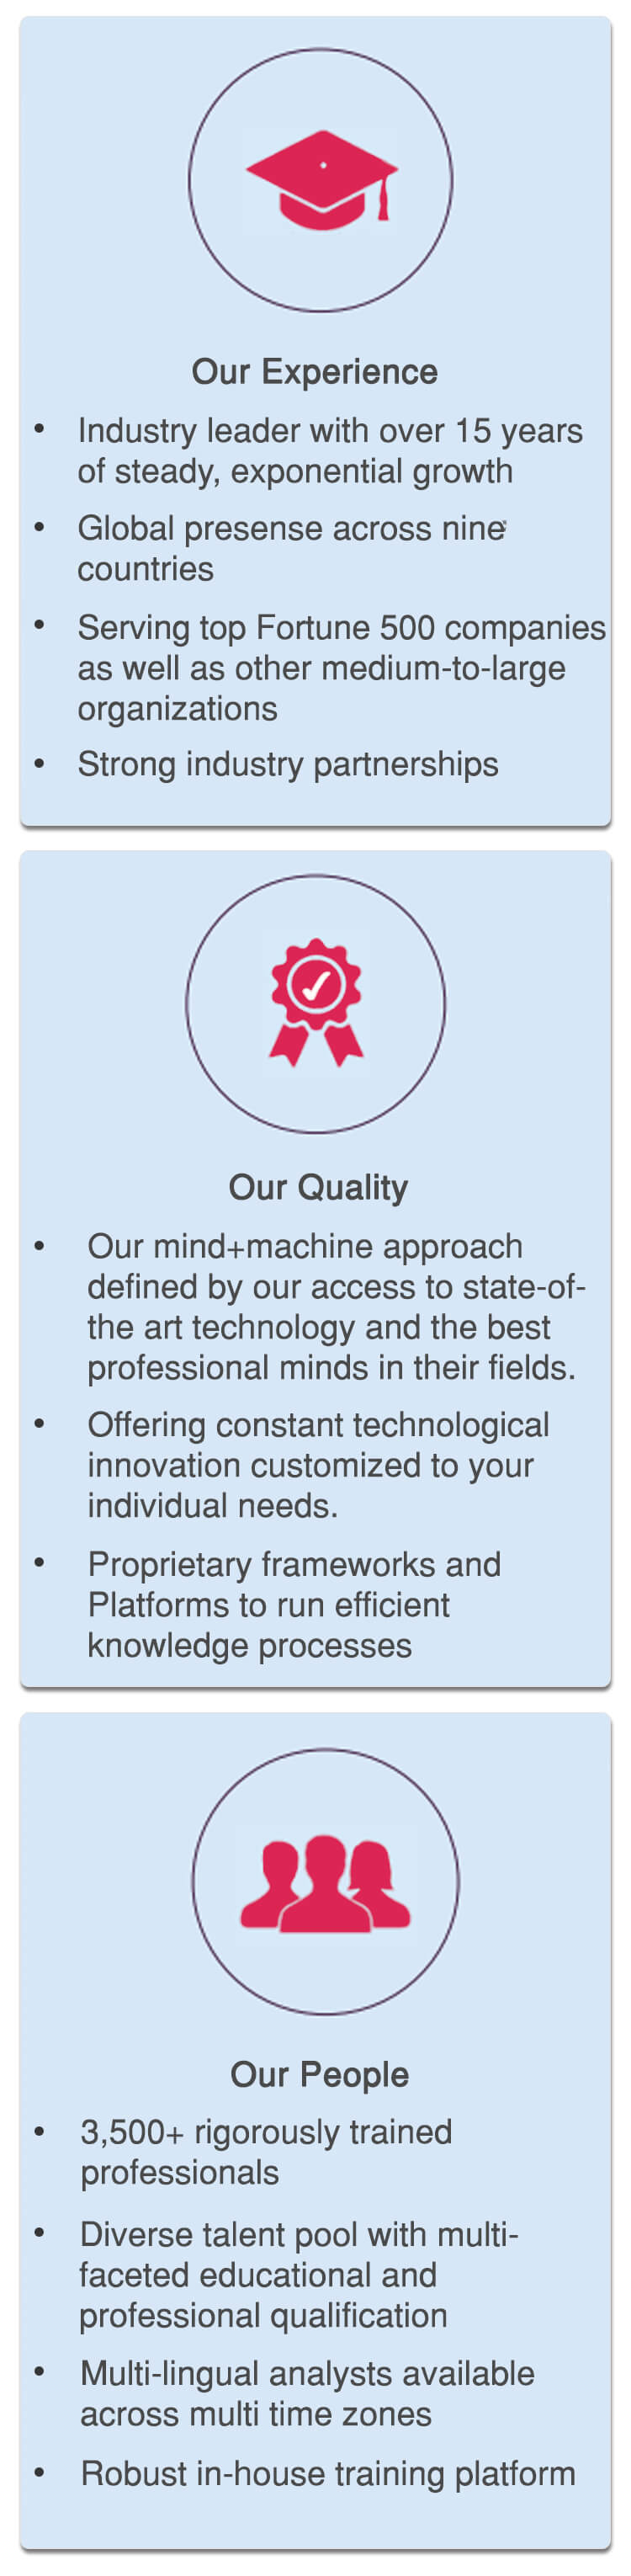 Our Experience
• Industry leader with over 15 years
of steady, exponential growth
• Global presense across nine
countries
• Serving top Fortune 500 companies
as well as other medium-to-large
organizations
• Strong industry partnerships
Our Quality
• Our mind+machine approach
defined by our access to state-of-
the art technology and the best
professional minds in their fields.
• Offering constant technological
innovation customized to your
individual needs.
• Proprietary frameworks and
Platforms to run efficient
knowledge processes
Our People
• 3,500+ rigorously trained
professionals
• Diverse talent pool with multi-
faceted educational and
professional qualification
• Multi-lingual analysts available
across multi time zones
• Robust in-house training platform